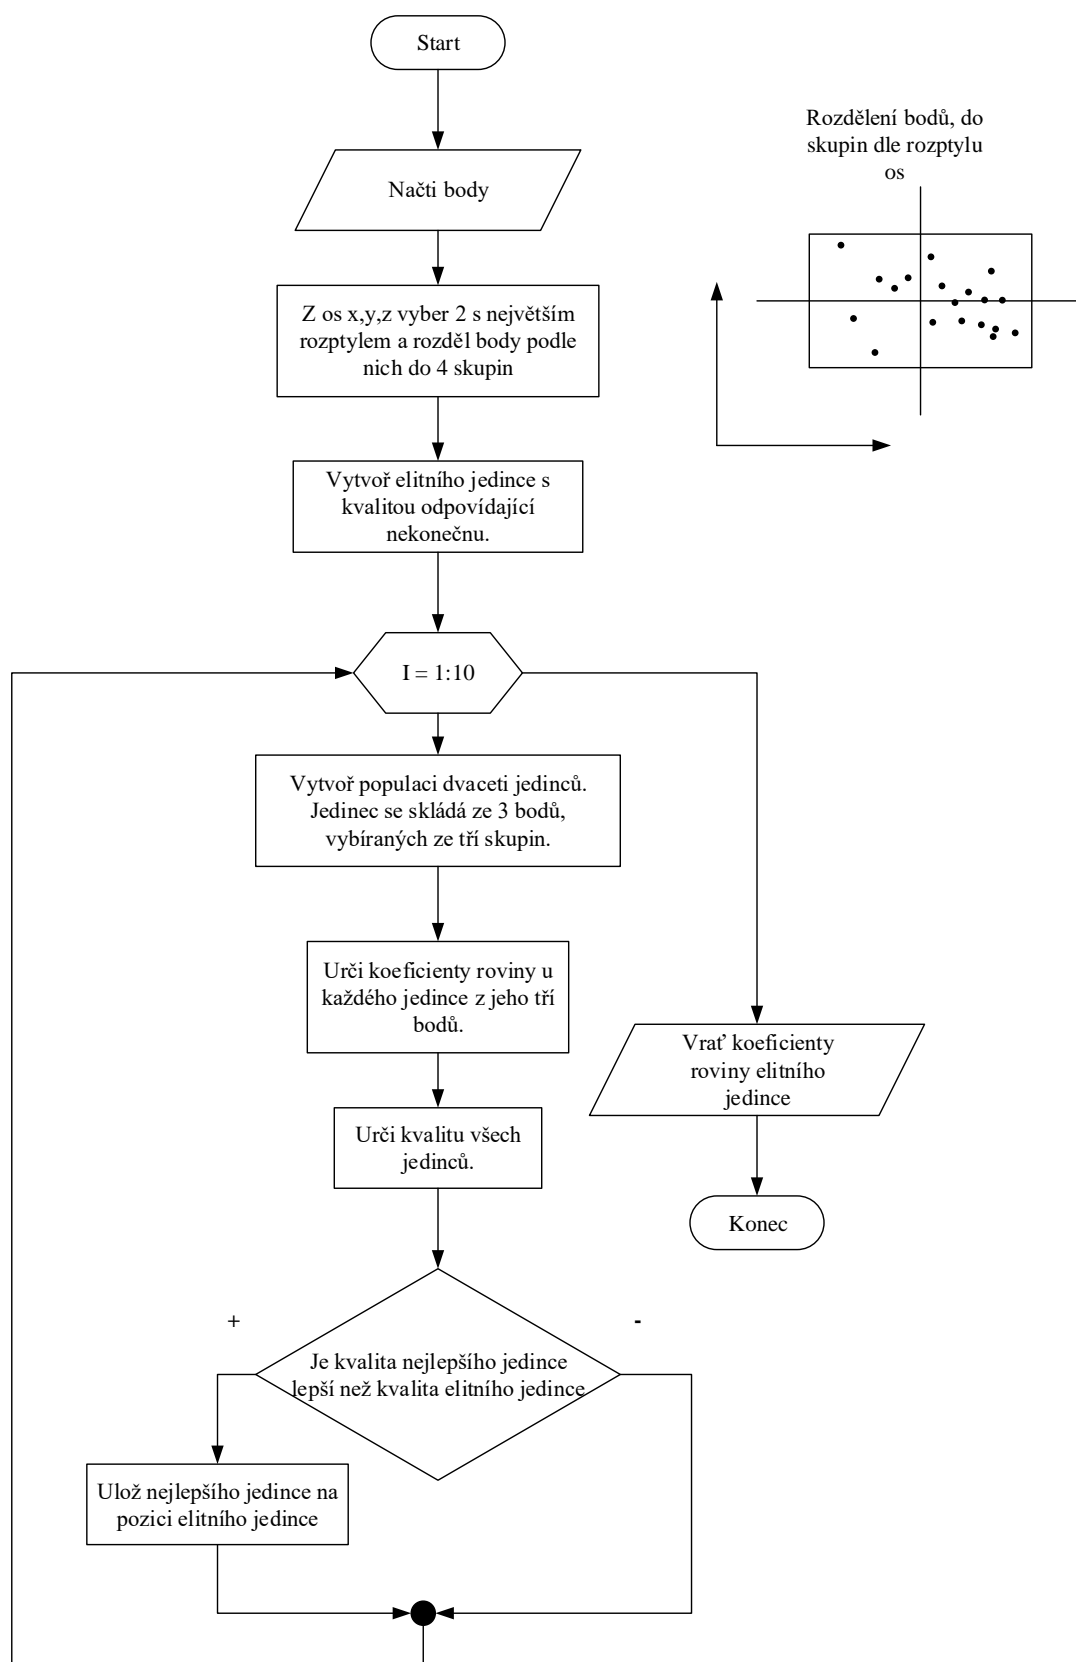 Start
Rozdělení bodů, do
skupin dle rozptylu
os
Načti body
Z os x,y,z vyber 2 s největším
rozptylem a rozděl body podle
nich do 4 skupin
Vytvoř elitního jedince s
kvalitou odpovídající
nekonečnu.
I = 1:10
Vytvoř populaci dvaceti jedinců.
Jedinec se skládá ze 3 bodů,
vybíraných ze tří skupin.
Urči koeficienty roviny u
každého jedince z jeho tří
bodů.
Vrať koeficienty
roviny elitního
jedince
Urči kvalitu všech
jedinců.
Konec
+
-
Je kvalita nejlepšího jedince
lepší než kvalita elitního jedince
Ulož nejlepšího jedince na
pozici elitního jedince